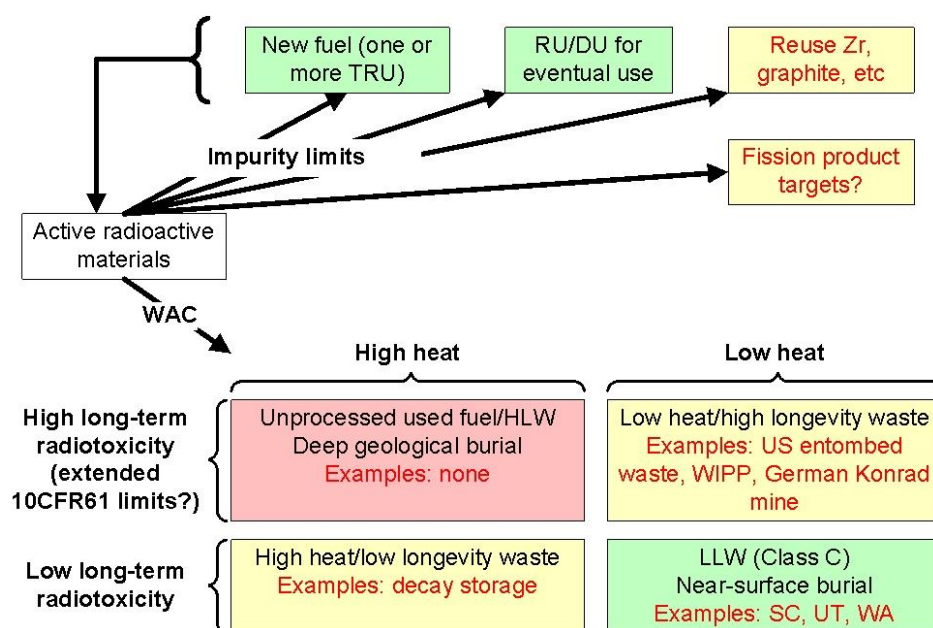 New fuel (one or
more TRU)
RU/DU for
eventual use
Reuse Zr,
graphite, etc
Impurity limits
Fission product
targets?
Active radioactive
materials
WAC
High heat
Low heat
High long-term
radiotoxicity
(extended
10CFR61 limits?)
Unprocessed used fuel/HLW
Deep geological burial
Examples: none
Low heat/high longevity waste
Examples: US entombed
waste, WIPP, German Konrad
mine
Low long-term
radiotoxicity
High heat/low longevity waste
Examples: decay storage
LLW (Class C)
Near-surface burial
Examples: SC, UT, WA